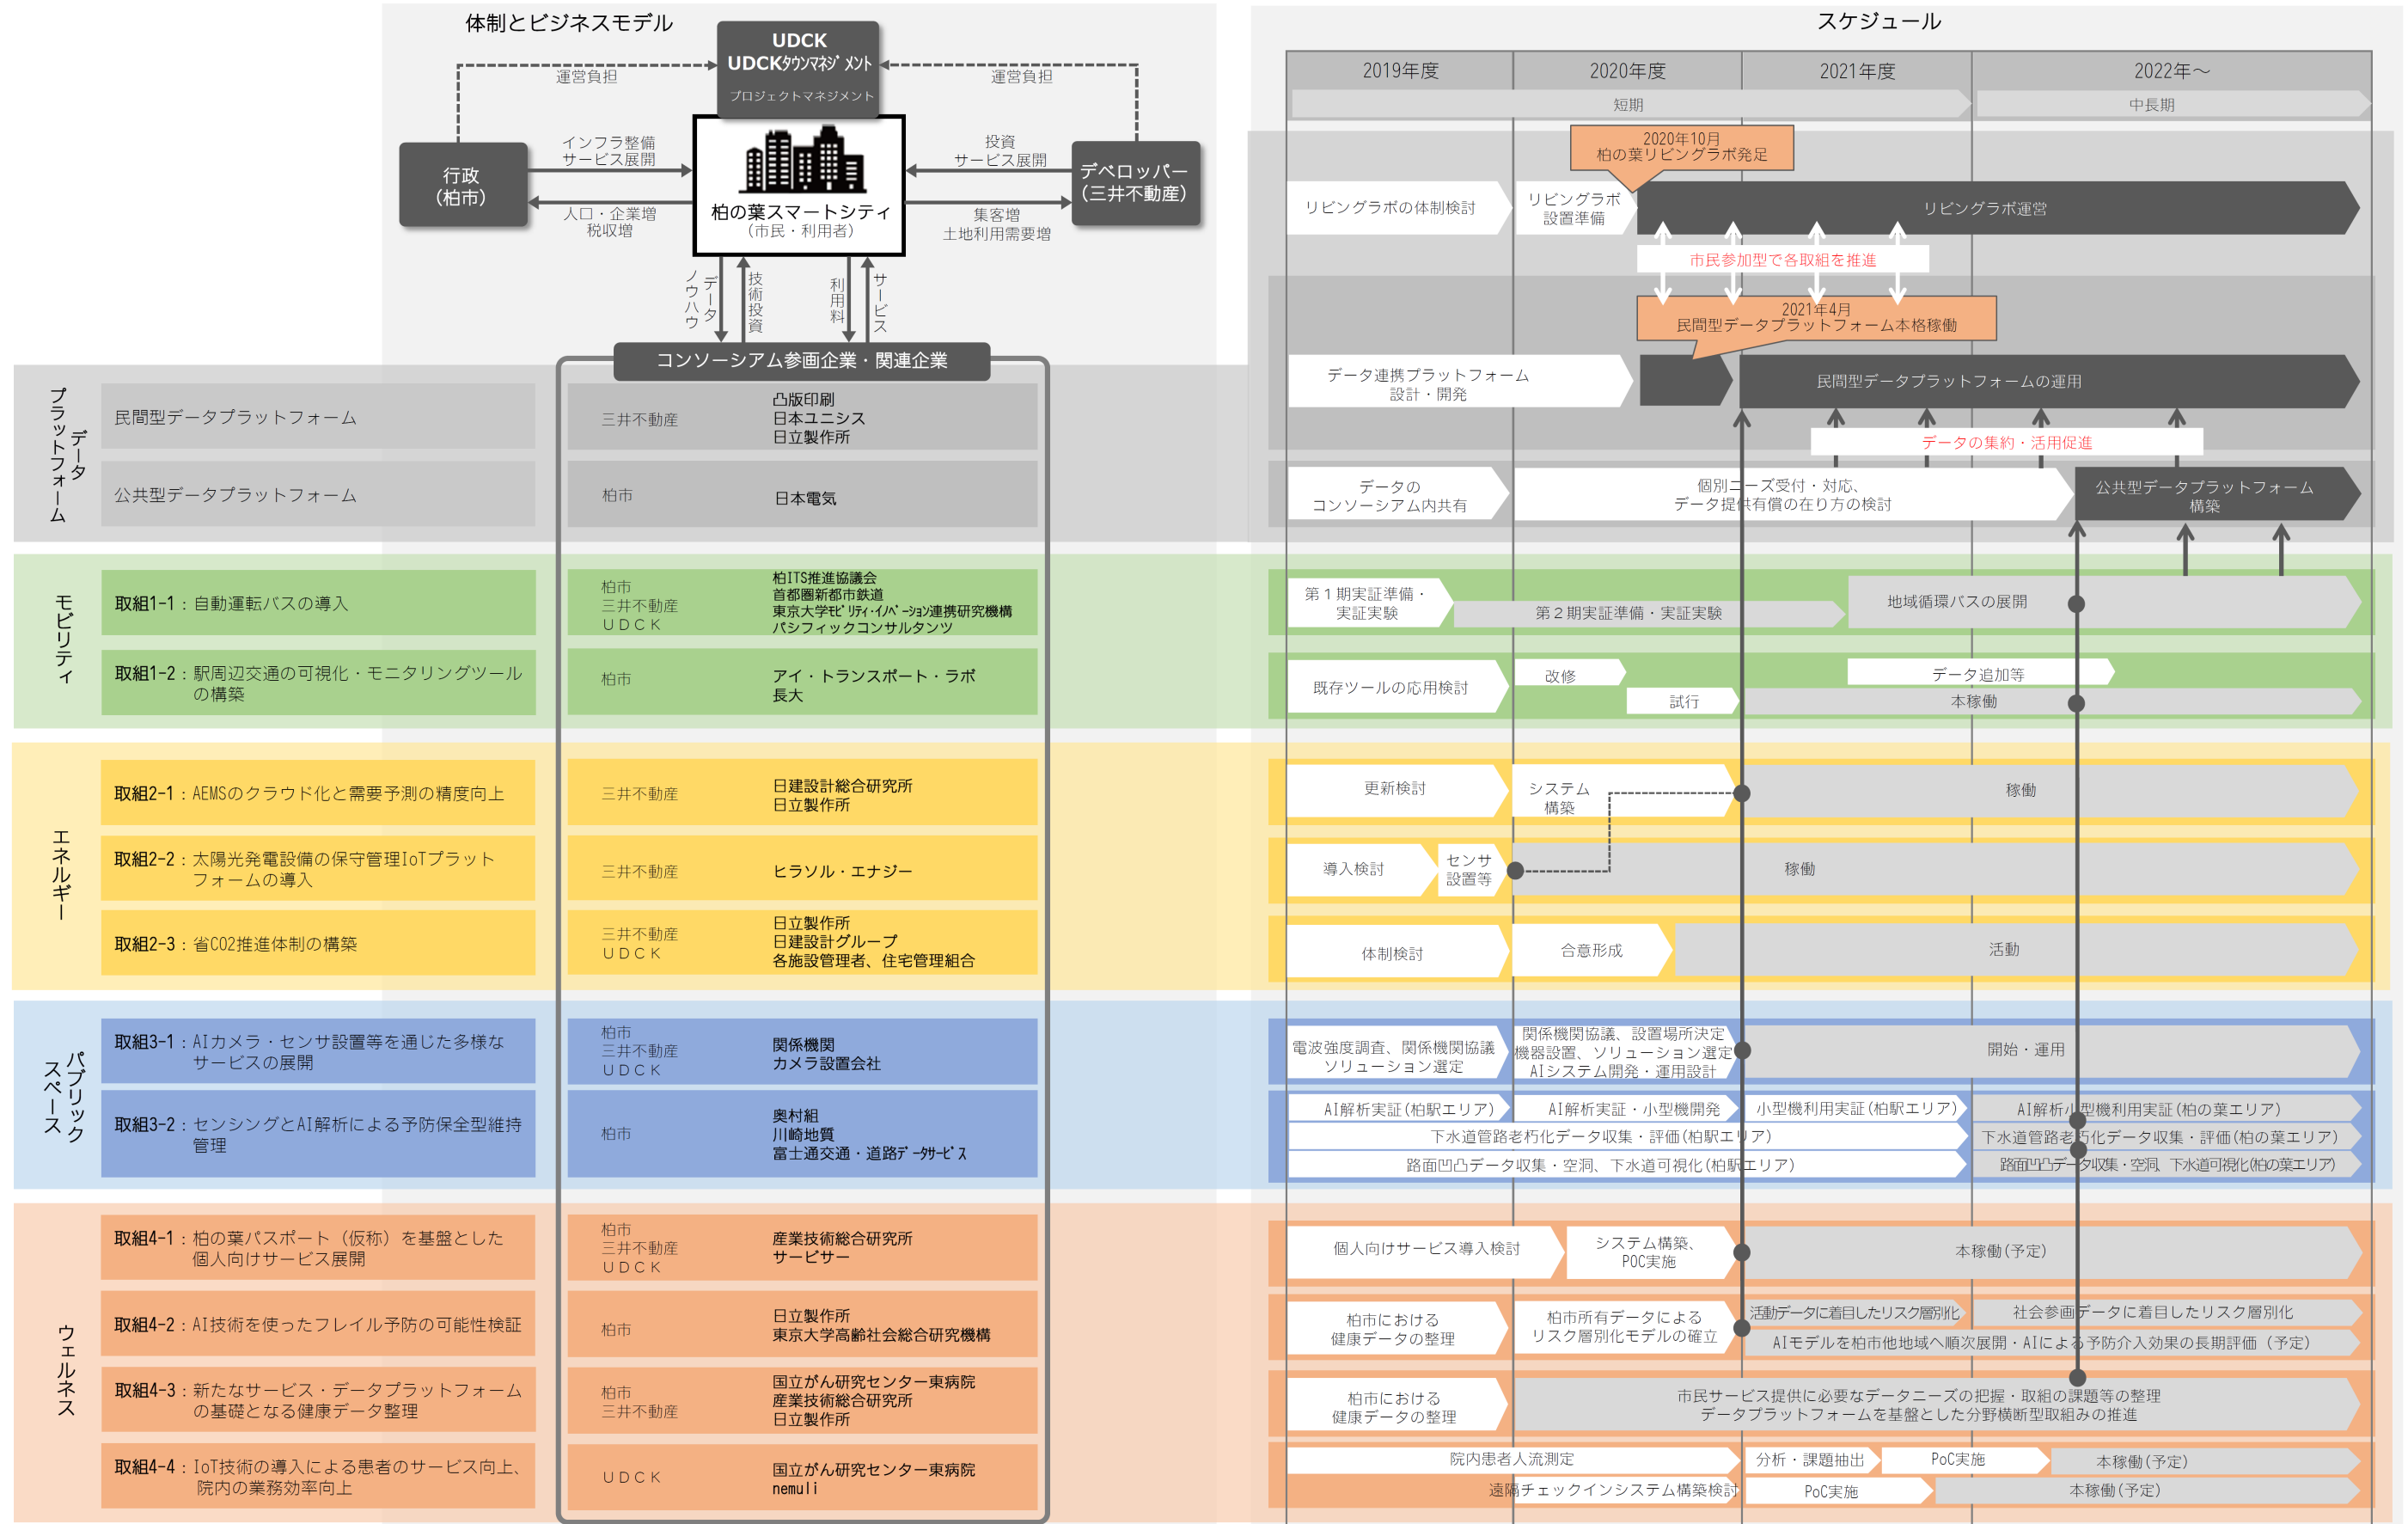 体制とビジネスモデル
UDCK
UDCKﾀｳﾝﾏﾈｼﾞﾒﾝﾄ
プロジェクトマネジメント
運営負担
運営負担
行政
(柏市)
インフラ整備
サービス展開
人口・企業増
税収増
柏の葉スマートシティ
(市民・利用者)
投資
サービス展開
集客増
土地利用需要増
デベロッパー
(三井不動産)
データ
ノウハウ
技術投資
利用料
サービス
コンソーシアム参画企業・関連企業
スケジュール
2019年度
2020年度
2021年度
2022年～
短期
中長期
2020年10月
柏の葉リビングラボ発足
リビングラボの体制検討
リビングラボ
設置準備
リビングラボ運営
市民参加型で各取組を推進
2021年4月
民間型データプラットフォーム本格稼働
データ
プラットフォーム
民間型データプラットフォーム
三井不動産
凸版印刷
日本ユニシス
日立製作所
データ連携プラットフォーム
設計・開発
民間型データプラットフォームの運用
データの集約・活用促進
公共型データプラットフォーム
柏市
日本電気
データの
コンソーシアム内共有
個別ニーズ受付・対応、
データ提供有償の在り方の検討
公共型データプラットフォーム
構築
モビリティ
取組1-1：自動運転バスの導入
柏市
三井不動産
ＵＤＣＫ
柏ITS推進協議会
首都圏新都市鉄道
東京大学ﾓﾋﾞﾘﾃｨ･ｲﾉﾍﾞｰｼｮﾝ連携研究機構
パシフィックコンサルタンツ
第１期実証準備・
実証実験
第２期実証準備・実証実験
地域循環バスの展開
取組1-2：駅周辺交通の可視化・モニタリングツール
の構築
柏市
アイ・トランスポート・ラボ
長大
既存ツールの応用検討
改修
試行
データ追加等
本稼働
エネルギー
取組2-1：AEMSのクラウド化と需要予測の精度向上
三井不動産
日建設計総合研究所
日立製作所
更新検討
システム
構築
稼働
取組2-2：太陽光発電設備の保守管理IoTプラット
フォームの導入
三井不動産
ヒラソル・エナジー
導入検討
センサ
設置等
稼働
取組2-3：省CO2推進体制の構築
三井不動産
ＵＤＣＫ
日立製作所
日建設計グループ
各施設管理者、住宅管理組合
体制検討
合意形成
活動
パブリック
スペース
取組3-1：AIカメラ・センサ設置等を通じた多様な
サービスの展開
柏市
三井不動産
ＵＤＣＫ
関係機関
カメラ設置会社
電波強度調査、関係機関協議
ソリューション選定
関係機関協議、設置場所決定
機器設置、ソリューション選定
AIシステム開発・運用設計
開始・運用
取組3-2：センシングとAI解析による予防保全型維持
管理
柏市
奥村組
川崎地質
富士通交通・道路ﾃﾞｰﾀｻｰﾋﾞｽ
AI解析実証(柏駅エリア)
AI解析実証・小型機開発
小型機利用実証(柏駅エリア)
AI解析小型機利用実証(柏の葉エリア)
下水道管路老朽化データ収集・評価(柏駅エリア)
下水道管路老朽化データ収集・評価(柏の葉エリア)
路面凹凸データ収集・空洞、下水道可視化(柏駅エリア)
路面凹凸データ収集・空洞、下水道可視化(柏の葉エリア)
ウェルネス
取組4-1：柏の葉パスポート（仮称）を基盤とした
個人向けサービス展開
柏市
三井不動産
ＵＤＣＫ
産業技術総合研究所
サービサー
個人向けサービス導入検討
システム構築、
POC実施
本稼働(予定)
取組4-2：AI技術を使ったフレイル予防の可能性検証
柏市
日立製作所
東京大学高齢社会総合研究機構
柏市における
健康データの整理
柏市所有データによる
リスク層別化モデルの確立
活動データに着目したリスク層別化
社会参画データに着目したリスク層別化
AIモデルを柏市他地域へ順次展開・AIによる予防介入効果の長期評価（予定）
取組4-3：新たなサービス・データプラットフォーム
の基礎となる健康データ整理
柏市
三井不動産
国立がん研究センター東病院
産業技術総合研究所
日立製作所
柏市における
健康データの整理
市民サービス提供に必要なデータニーズの把握・取組の課題等の整理
データプラットフォームを基盤とした分野横断型取組みの推進
取組4-4：IoT技術の導入による患者のサービス向上、
院内の業務効率向上
ＵＤＣＫ
国立がん研究センター東病院
nemuli
院内患者人流測定
分析・課題抽出
PoC実施
本稼働(予定)
遠隔チェックインシステム構築検討
PoC実施
本稼働(予定)